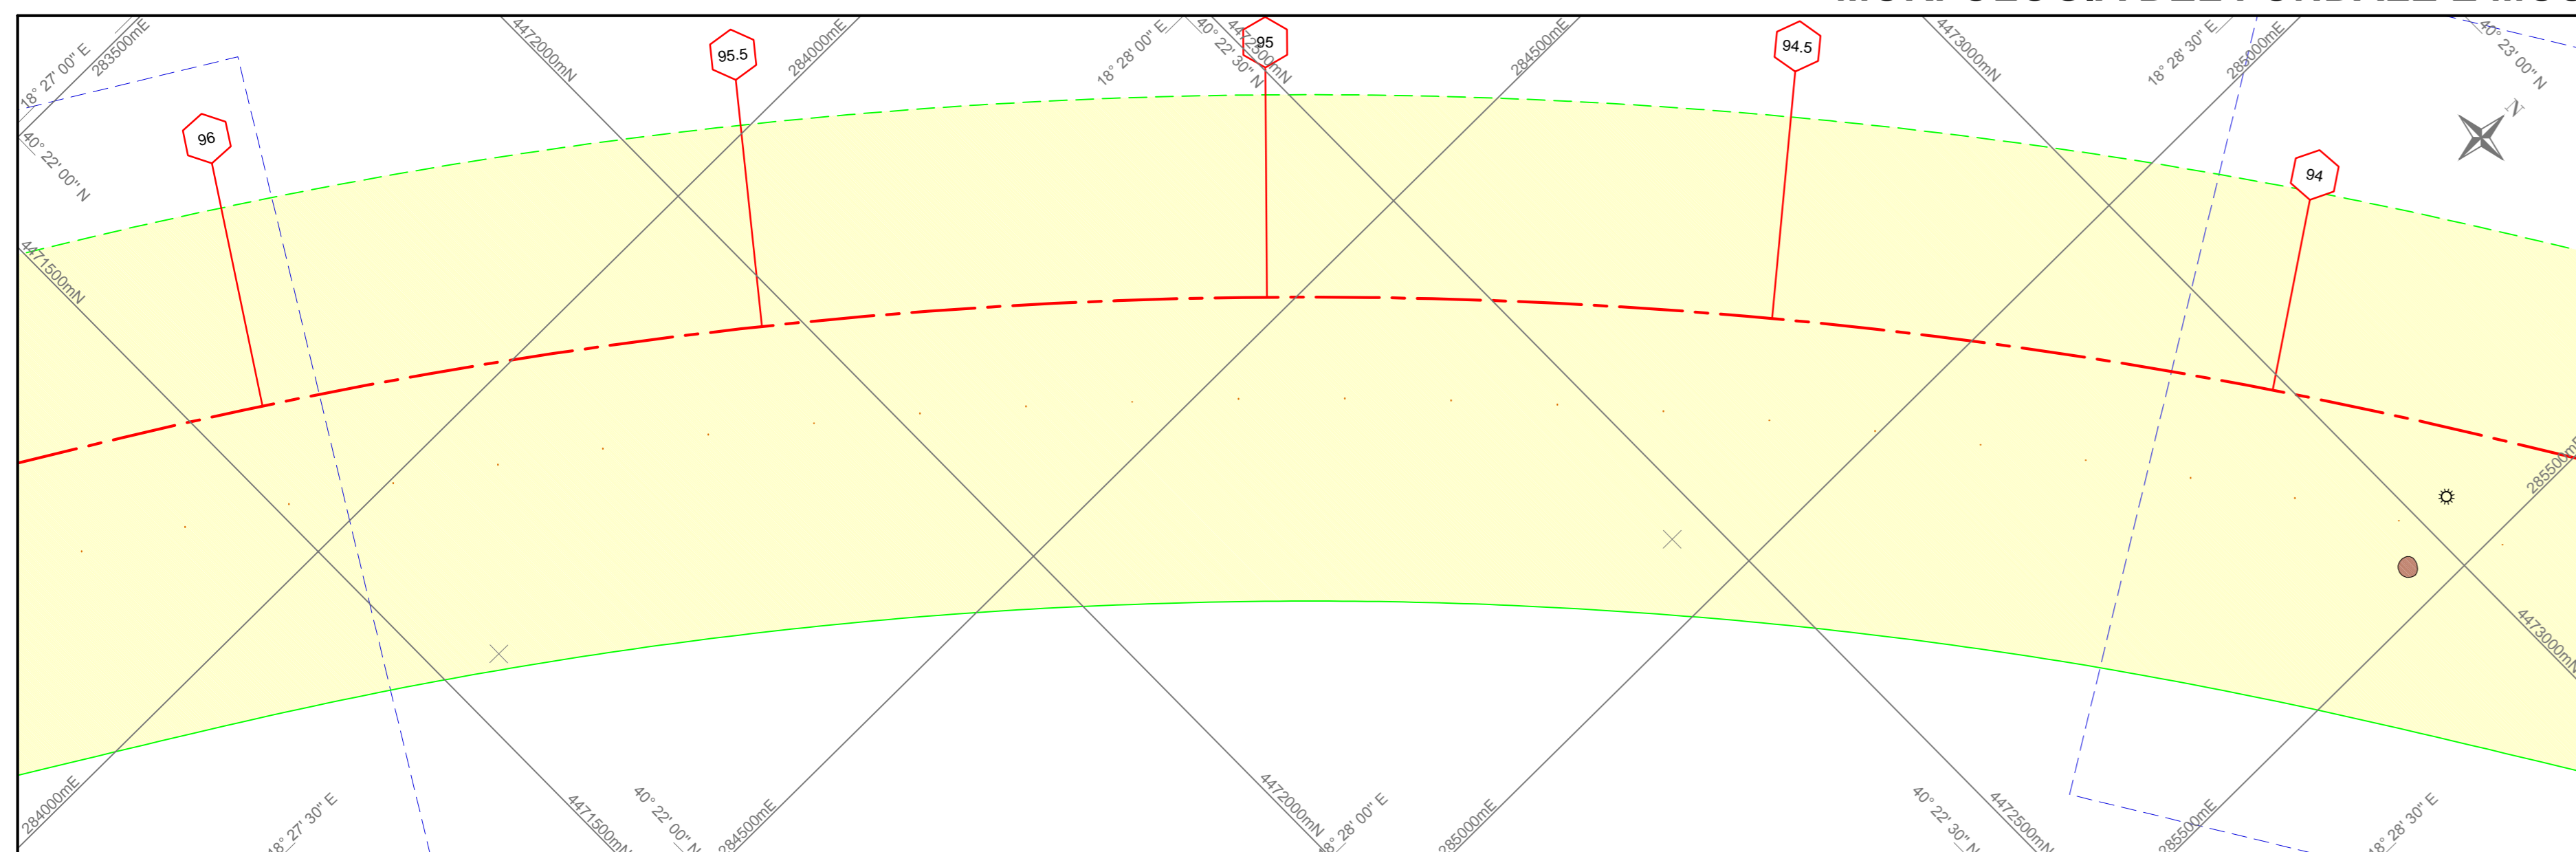 18° 27' 00" E
283500mE
4472000mN
95.5
284000mE
18° 28' 00" E
40° 22' 30" N
4472500mN
95
284500mE
94.5
4473000mN
18° 28' 30" E
285000mE
40° 23' 00" N
N
96
40° 22' 00" N
94
4471500mN
285500mE
4473000mN
284000mE
18° 27' 30" E
4471500mN
40° 22' 00" N
284500mE
4472000mN
18° 28' 00" E
285000mE
40° 22' 30" N
4472500mN
285500mE
18° 28' 30" E